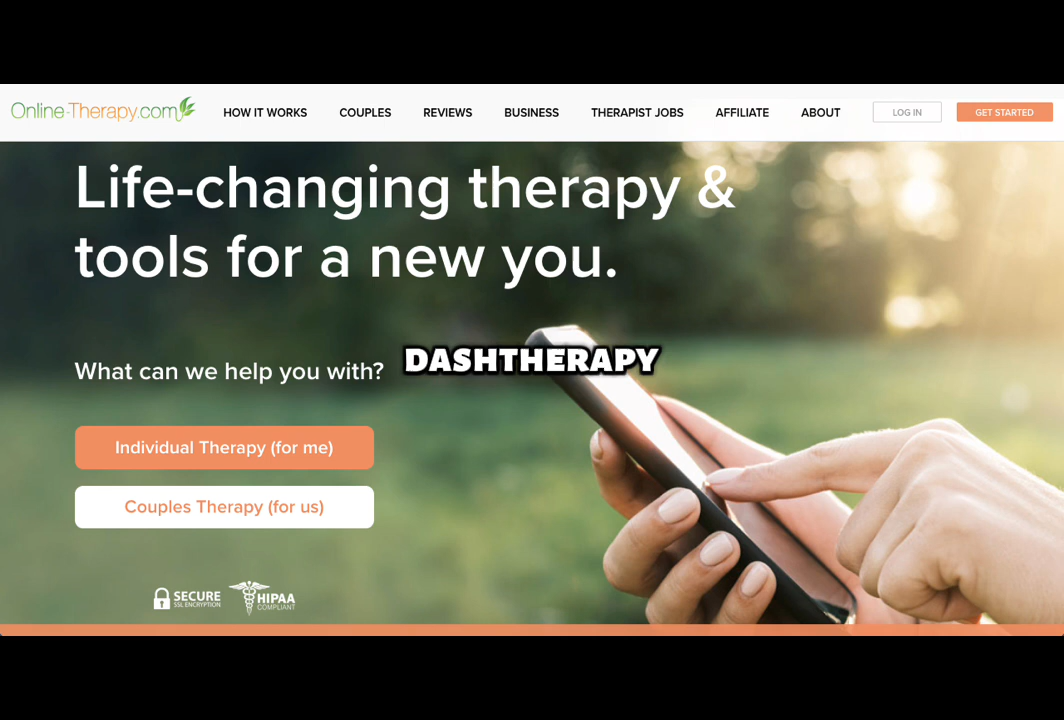 Online-Therapy.com
HOW IT WORKS
COUPLES
REVIEWS
BUSINESS
THERAPIST JOBS
AFFILIATE
ABOUT
LOG IN
GET STARTED
Life-changing therapy &
tools for a new you.
What can we help you with?
DASHTHERAPY
Individual Therapy (for me)
Couples Therapy (for us)
SECURE
SSL ENCRYPTION
HIPAA
COMPLIANT